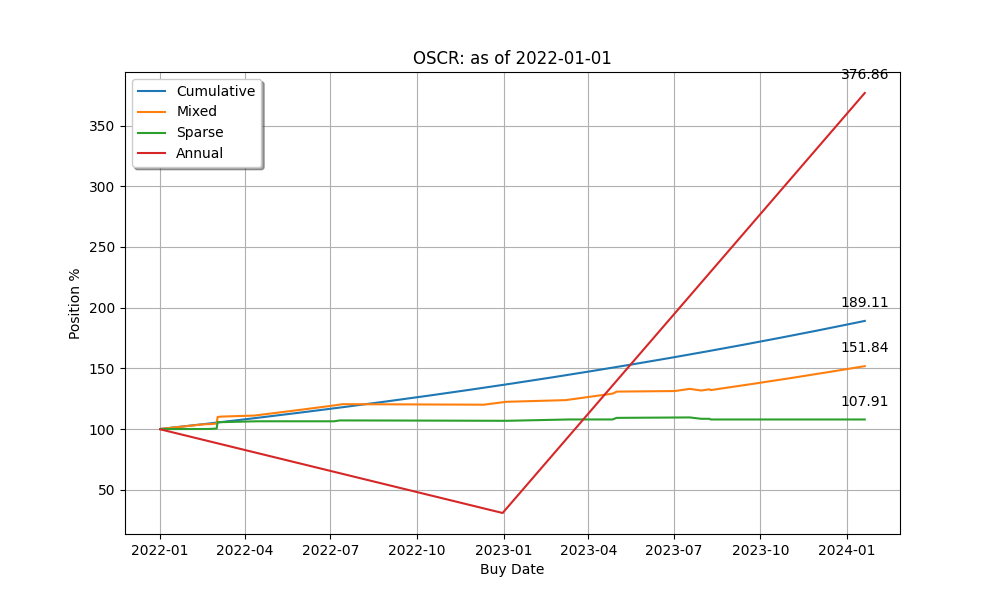 OSCR: as of 2022-01-01
Cumulative
Mixed
Sparse
Annual
376.86
189.11
151.84
107.91
350
300
250
200
150
100
50
Position %
2022-01 2022-04 2022-07 2022-10 2023-01 2023-04 2023-07 2023-10 2024-01
Buy Date